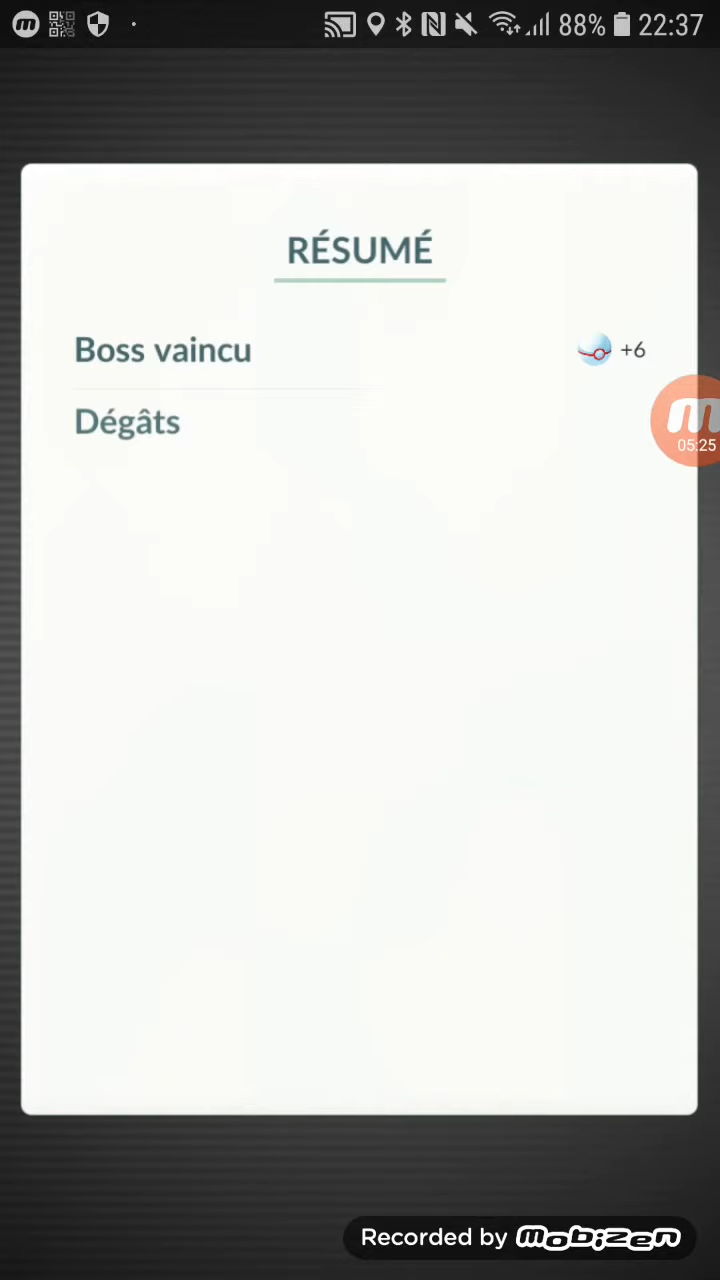 88% 22:37
RÉSUMÉ
Boss vaincu +6
Dégâts
05:25
Recorded by mobizen